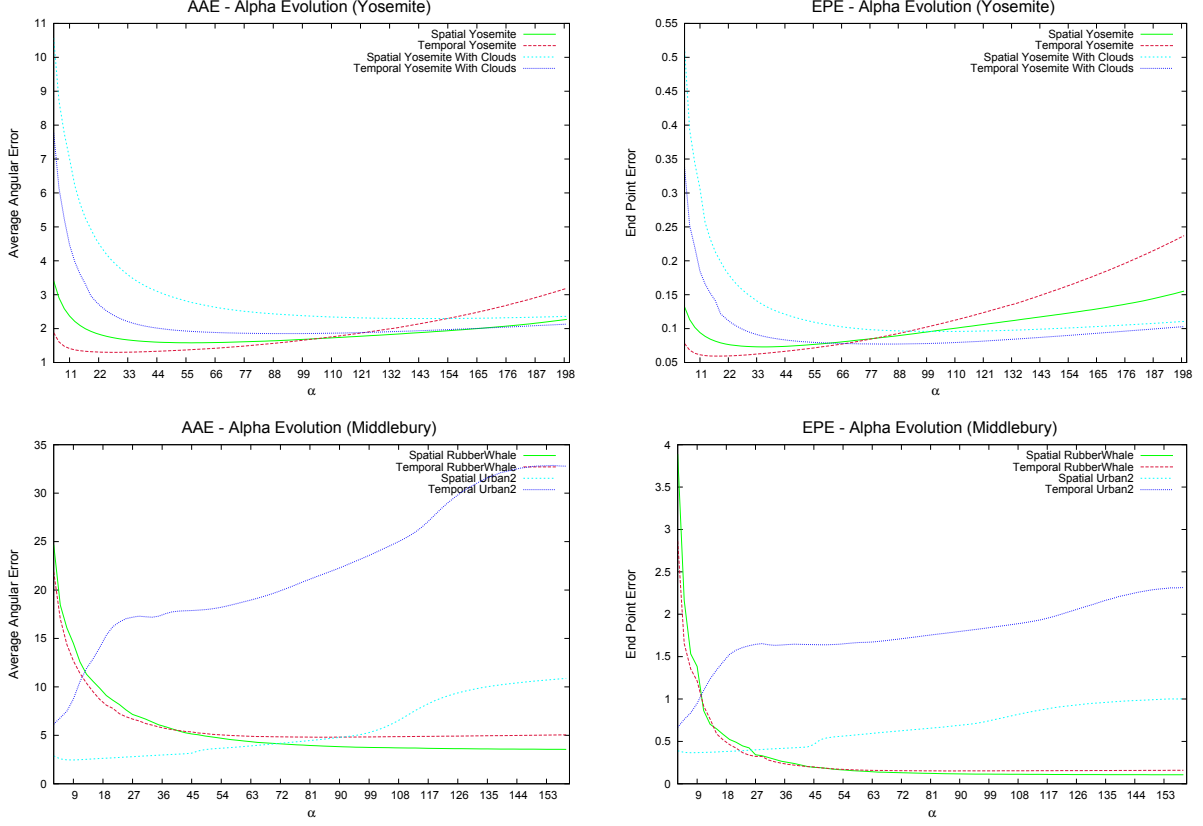 AAE - Alpha Evolution (Yosemite)
11
10
9
8
7
6
5
4
3
2
1
Average Angular Error
Spatial Yosemite
Temporal Yosemite
Spatial Yosemite With Clouds
Temporal Yosemite With Clouds
11 22 33 44 55 66 77 88 99 110 121 132 143 154 165 176 187 198
α
EPE - Alpha Evolution (Yosemite)
0.55
0.5
0.45
0.4
0.35
0.3
0.25
0.2
0.15
0.1
0.05
End Point Error
Spatial Yosemite
Temporal Yosemite
Spatial Yosemite With Clouds
Temporal Yosemite With Clouds
11 22 33 44 55 66 77 88 99 110 121 132 143 154 165 176 187 198
α
AAE - Alpha Evolution (Middlebury)
35
30
25
20
15
10
5
0
Average Angular Error
Spatial RubberWhale
Temporal RubberWhale
Spatial Urban2
Temporal Urban2
9 18 27 36 45 54 63 72 81 90 99 108 117 126 135 144 153
α
EPE - Alpha Evolution (Middlebury)
4
3.5
3
2.5
2
1.5
1
0.5
0
End Point Error
Spatial RubberWhale
Temporal RubberWhale
Spatial Urban2
Temporal Urban2
9 18 27 36 45 54 63 72 81 90 99 108 117 126 135 144 153
α